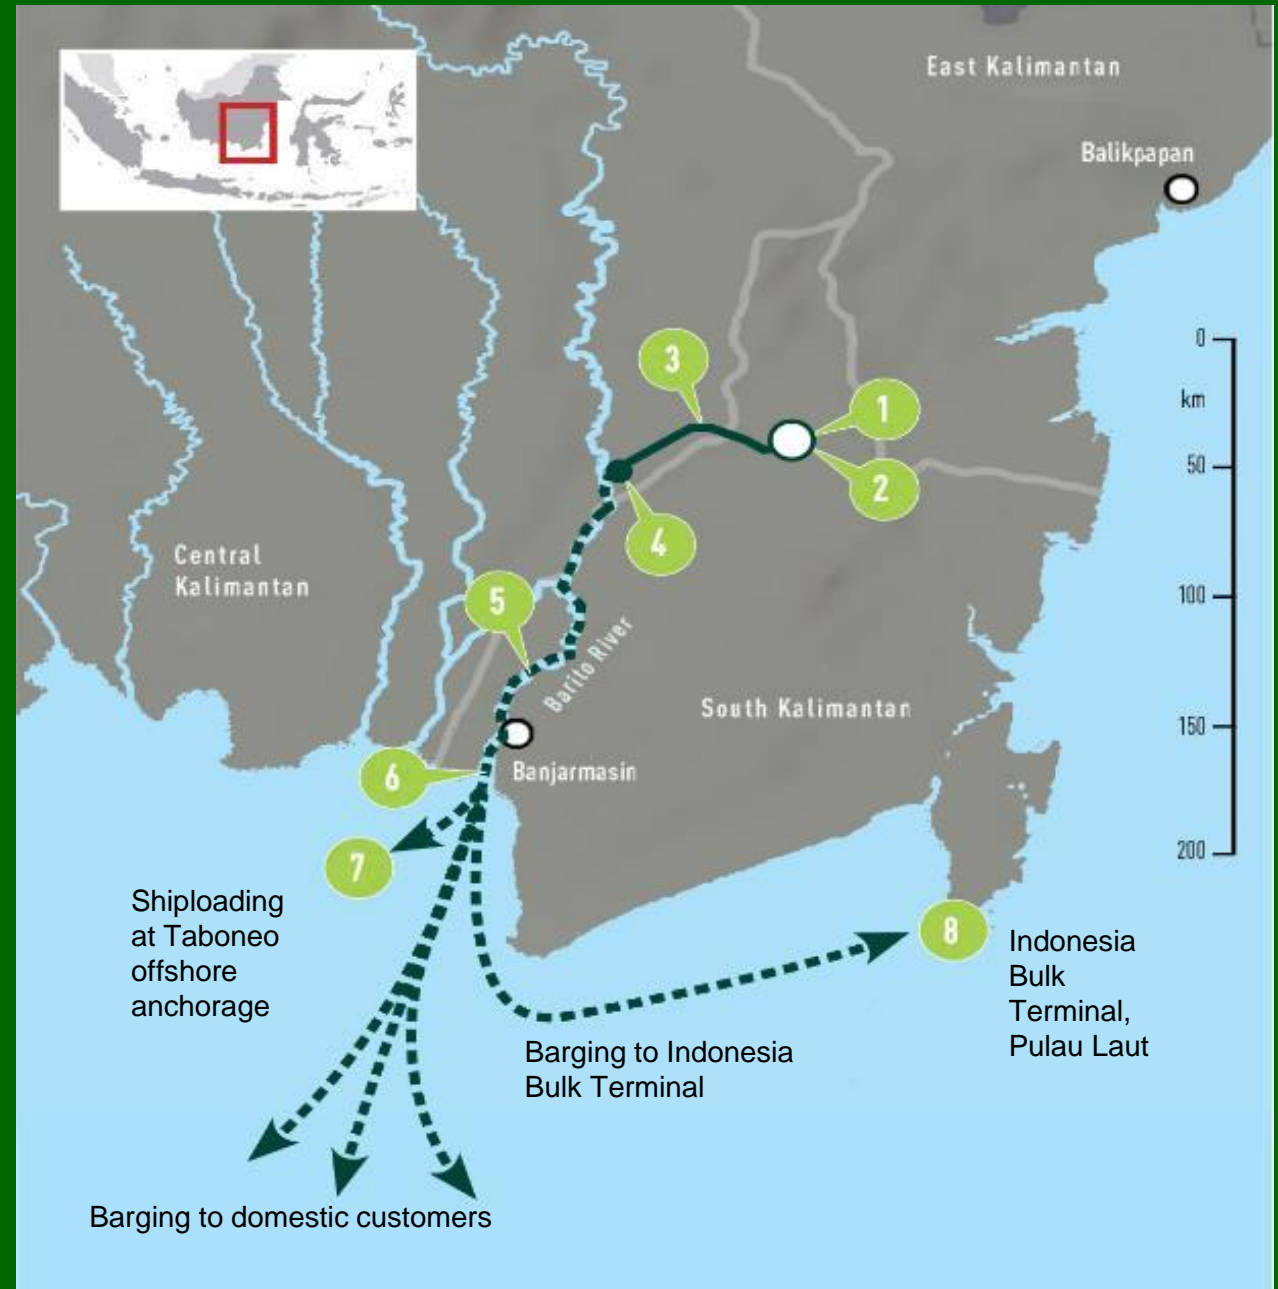 East Kalimantan
Balikpapan
0
km
50
100
150
200
3
1
2
4
5
6
7
8
Central
Kalimantan
Barito River
South Kalimantan
Banjarmasin
Shiploading
at Taboneo
offshore
anchorage
Indonesia
Bulk
Terminal,
Pulau Laut
Barging to Indonesia
Bulk Terminal
Barging to domestic customers